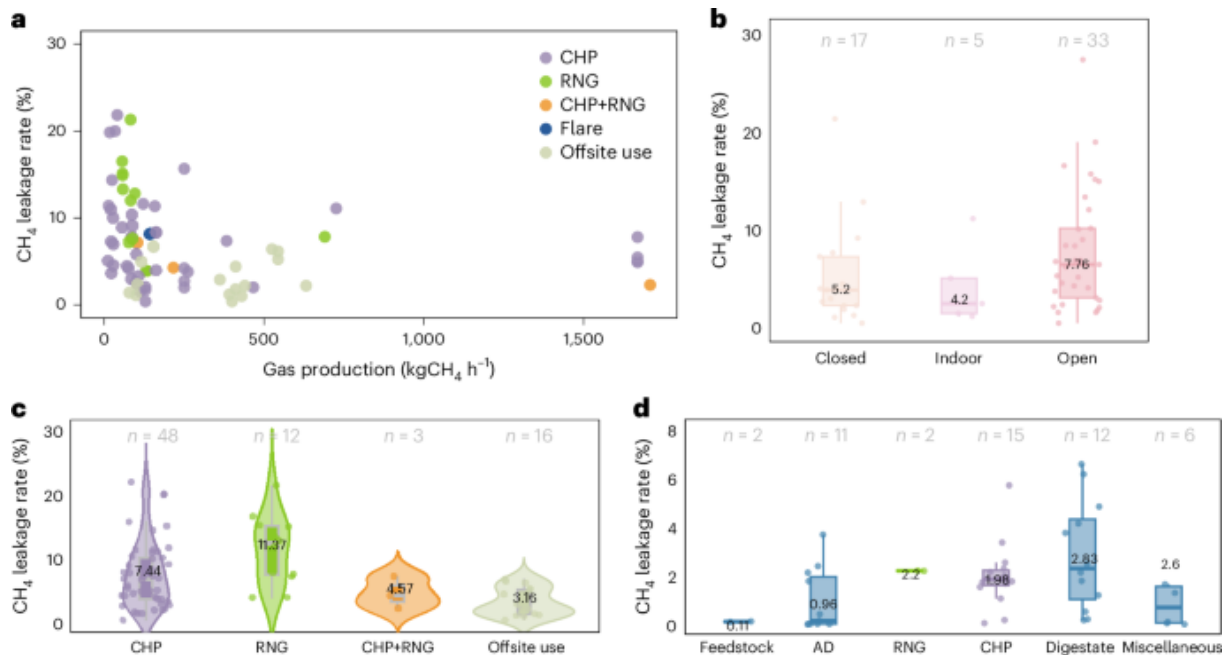 a
CH₄ leakage rate (%)
30
20
10
0
0
500
1,000
1,500
Gas production (kgCH₄ h⁻¹)
CHP
RNG
CHP+RNG
Flare
Offsite use
b
CH₄ leakage rate (%)
30
20
10
0
n = 17
n = 5
n = 33
5.2
4.2
7.76
Closed
Indoor
Open
c
CH₄ leakage rate (%)
30
20
10
0
n = 48
n = 12
n = 3
n = 16
7.44
11.37
4.57
3.16
CHP
RNG
CHP+RNG
Offsite use
d
CH₄ leakage rate (%)
8
6
4
2
0
n = 2
n = 11
n = 2
n = 15
n = 12
n = 6
0.11
0.96
2.2
1.98
2.83
2.6
Feedstock
AD
RNG
CHP
Digestate
Miscellaneous